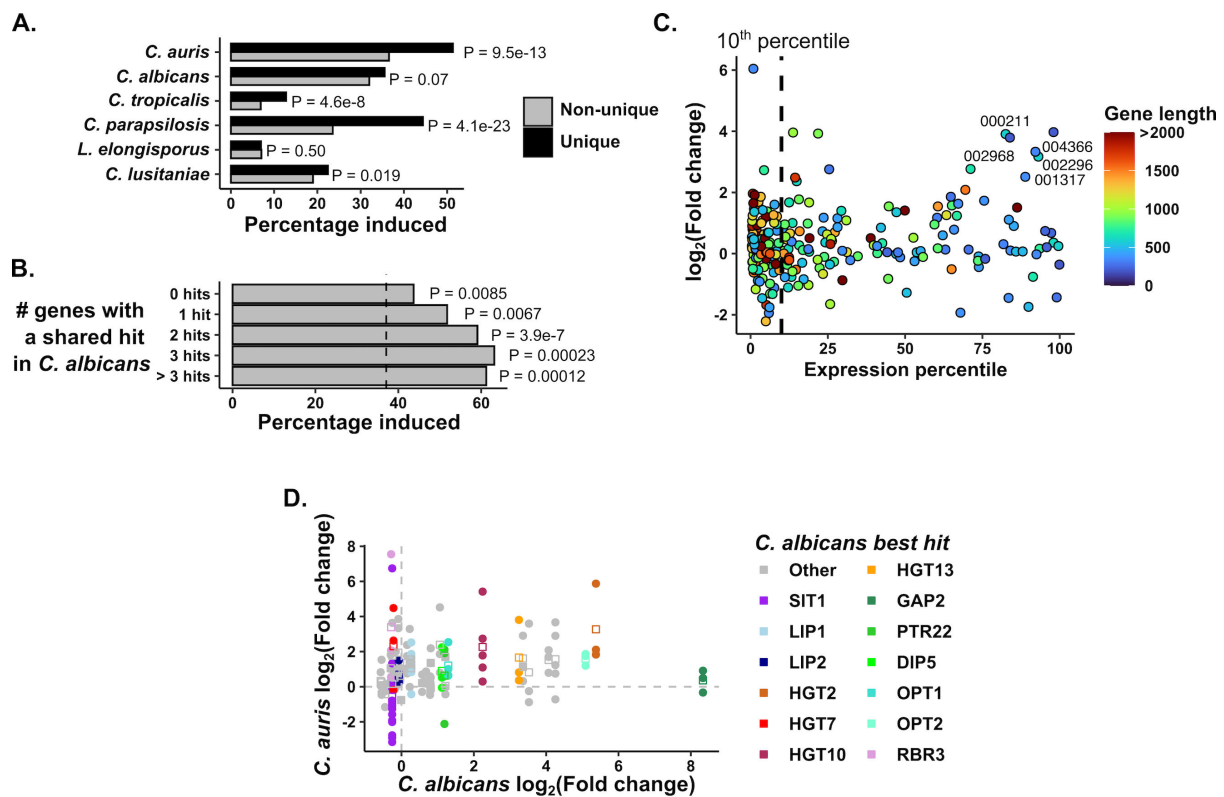 A.
C. auris
C. albicans
C. tropicalis
C. parapsilosis
L. elongisporus
C. lusitaniae
P = 9.5e-13
P = 0.07
P = 4.6e-8
P = 4.1e-23
P = 0.50
P = 0.019
0 10 20 30 40 50
Percentage induced
Non-unique
Unique
B.
# genes with
a shared hit
in C. albicans
0 hits
1 hit
2 hits
3 hits
> 3 hits
P = 0.0085
P = 0.0067
P = 3.9e-7
P = 0.00023
P = 0.00012
0 20 40 60
Percentage induced
C.
10th percentile
log2(Fold change)
6
4
2
0
-2
000211
004366
002968
002296
001317
0 25 50 75 100
Expression percentile
Gene length
>2000
1500
1000
500
0
D.
C. auris log2(Fold change)
8
6
4
2
0
-2
0 2 4 6 8
C. albicans log2(Fold change)
C. albicans best hit
Other
SIT1
LIP1
LIP2
HGT2
HGT7
HGT10
HGT13
GAP2
PTR22
DIP5
OPT1
OPT2
RBR3